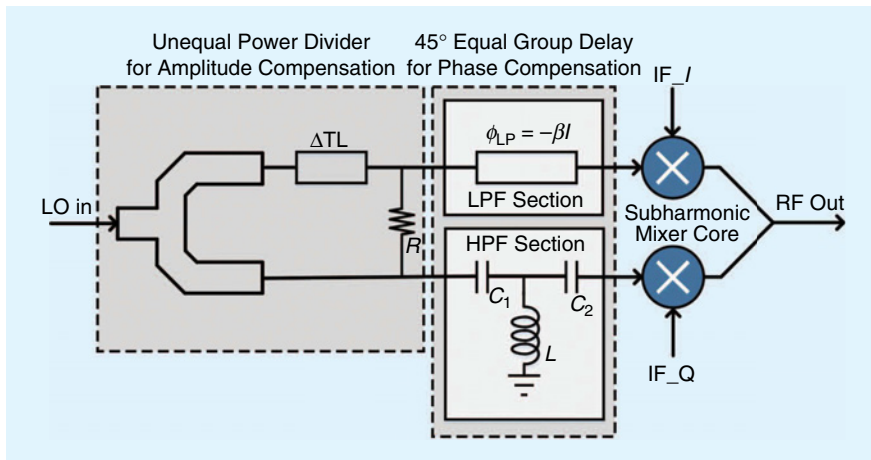 Unequal Power Divider
for Amplitude Compensation
45° Equal Group Delay
for Phase Compensation
IF_I
ΔTL
ϕLP = −βl
LPF Section
LO in
R
HPF Section
C1
C2
L
Subharmonic
Mixer Core
RF Out
IF_Q